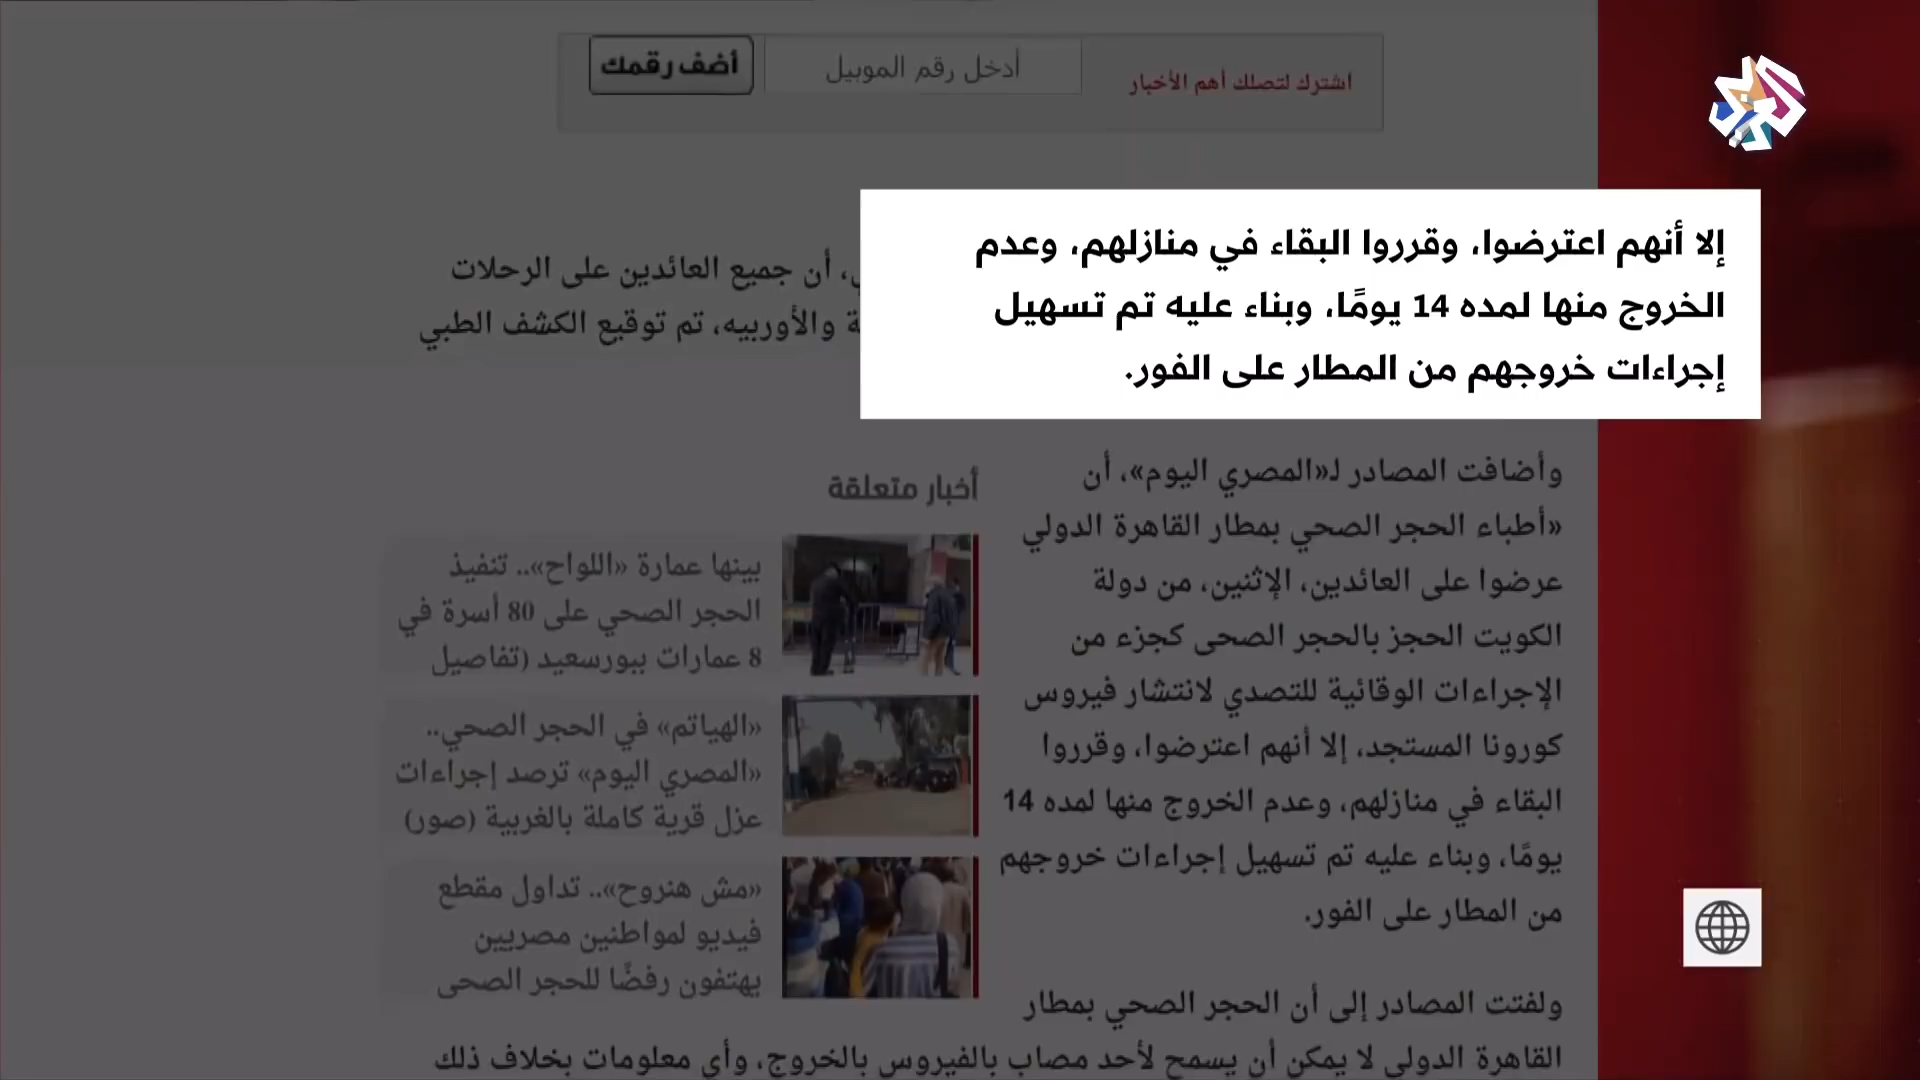 اشترك لتصلك أهم الأخبار
أدخل رقم الموبيل
أضف رقمك
إلا أنهم اعترضوا، وقرروا البقاء في منازلهم، وعدم
الخروج منها لمده 14 يومًا، وبناء عليه تم تسهيل
إجراءات خروجهم من المطار على الفور.
أن جميع العائدين على الرحلات
والأوربيه، تم توقيع الكشف الطبي
وأضافت المصادر لـ«المصري اليوم»، أن
«أطباء الحجر الصحي بمطار القاهرة الدولي
عرضوا على العائدين، الإثنين، من دولة
الكويت الحجز بالحجر الصحى كجزء من
الإجراءات الوقائية للتصدي لانتشار فيروس
كورونا المستجد، إلا أنهم اعترضوا، وقرروا
البقاء في منازلهم، وعدم الخروج منها لمده 14
يومًا، وبناء عليه تم تسهيل إجراءات خروجهم
من المطار على الفور.
أخبار متعلقة
بينها عمارة «اللواح».. تنفيذ
الحجر الصحي على 80 أسرة في
8 عمارات ببورسعيد (تفاصيل
«الهياتم» في الحجر الصحي..
«المصري اليوم» ترصد إجراءات
عزل قرية كاملة بالغربية (صور)
«مش هنروح».. تداول مقطع
فيديو لمواطنين مصريين
يهتفون رفضًا للحجر الصحى
ولفتت المصادر إلى أن الحجر الصحي بمطار
القاهرة الدولي لا يمكن أن يسمح لأحد مصاب بالفيروس بالخروج، وأي معلومات بخلاف ذلك